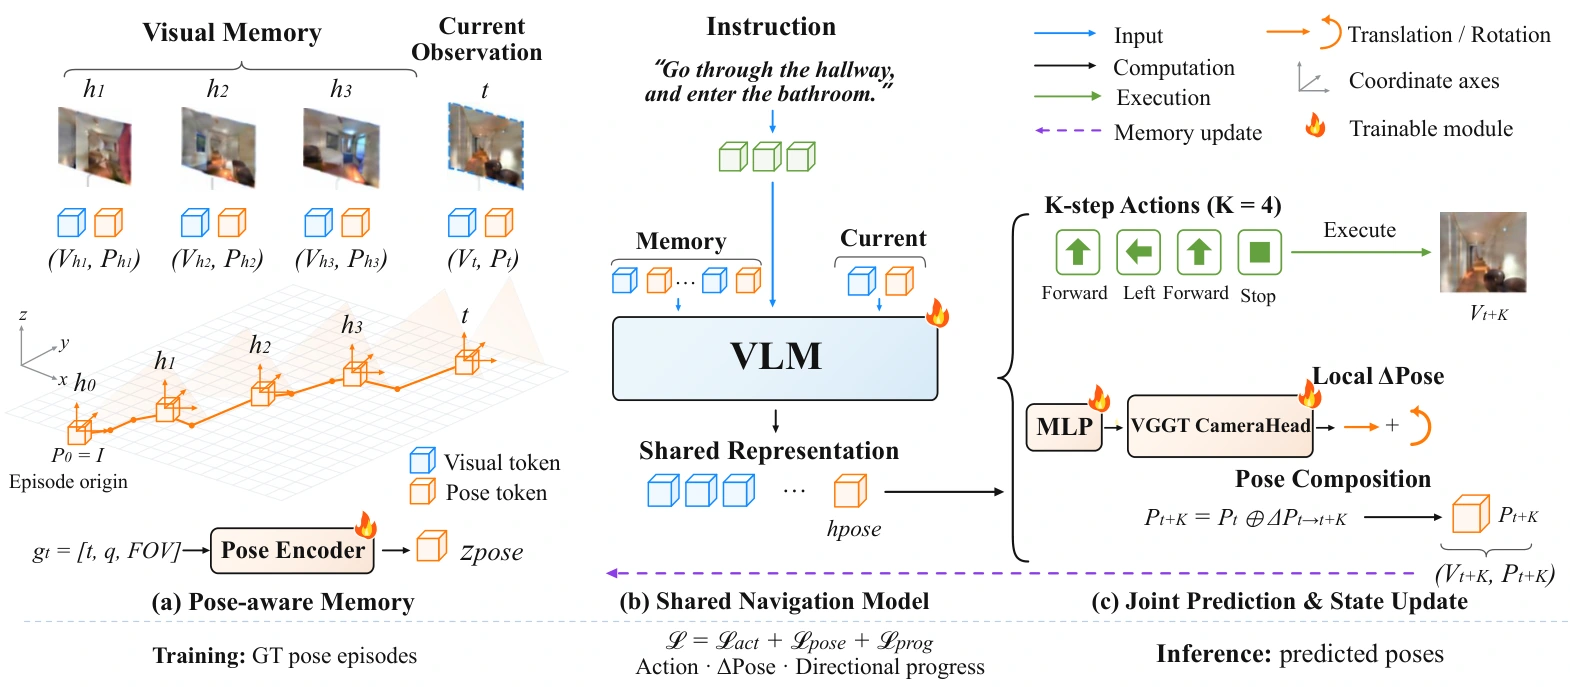 Visual Memory
Current
Observation
h1
h2
h3
t
(Vh1, Ph1)
(Vh2, Ph2)
(Vh3, Ph3)
(Vt, Pt)
z
y
x
h0
h1
h2
h3
t
P0 = I
Episode origin
Visual token
Pose token
gt = [t, q, FOV]
Pose Encoder
zpose
(a) Pose-aware Memory
Instruction
"Go through the hallway,
and enter the bathroom."
Memory
Current
...
VLM
Shared Representation
...
hpose
(b) Shared Navigation Model
Input
Computation
Execution
Memory update
Translation / Rotation
Coordinate axes
Trainable module
K-step Actions (K = 4)
Forward
Left
Forward
Stop
Execute
Vt+K
Local ΔPose
MLP
VGGT CameraHead
+
Pose Composition
Pt+K = Pt ⊕ ΔPt→t+K
Pt+K
(Vt+K, Pt+K)
(c) Joint Prediction & State Update
Training: GT pose episodes
ℒ = ℒact + ℒpose + ℒprog
Action · ΔPose · Directional progress
Inference: predicted poses